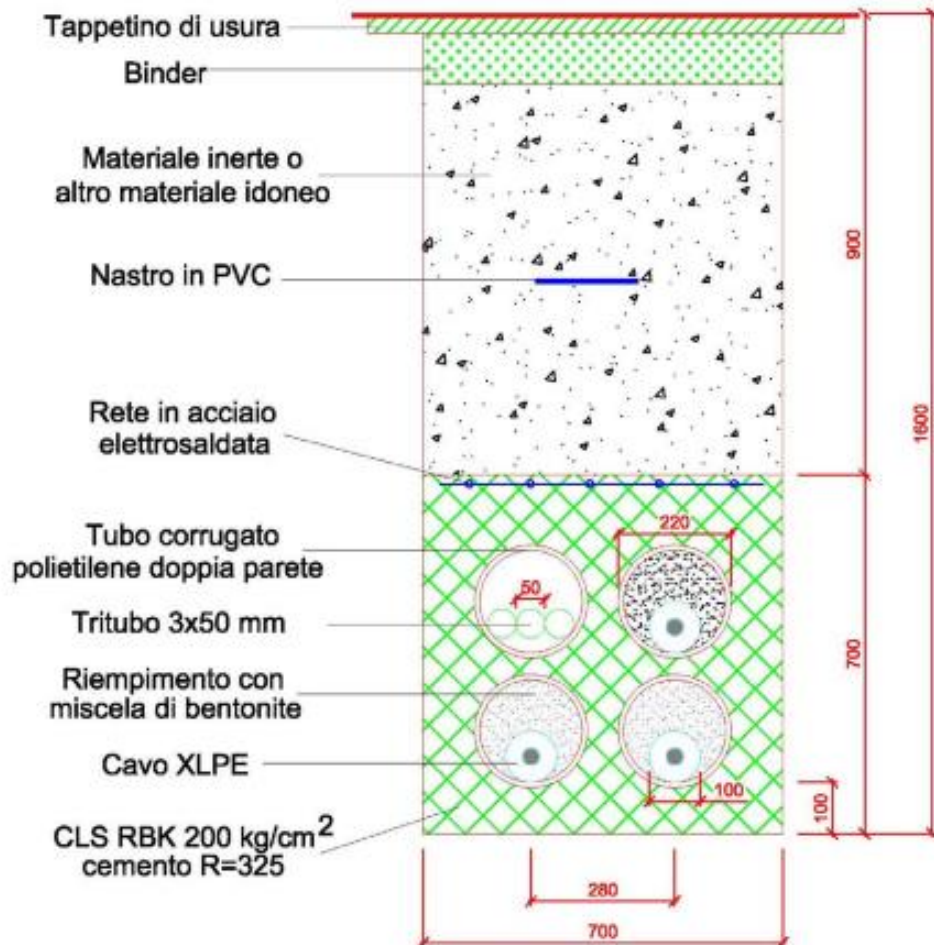 Tappetino di usura
Binder
Materiale inerte o
altro materiale idoneo
Nastro in PVC
Rete in acciaio
elettrosaldata
Tubo corrugato
polietilene doppia parete
Tritubo 3x50 mm
Riempimento con
miscela di bentonite
Cavo XLPE
CLS RBK 200 kg/cm²
cemento R=325
900
1600
220
50
700
100
100
280
700